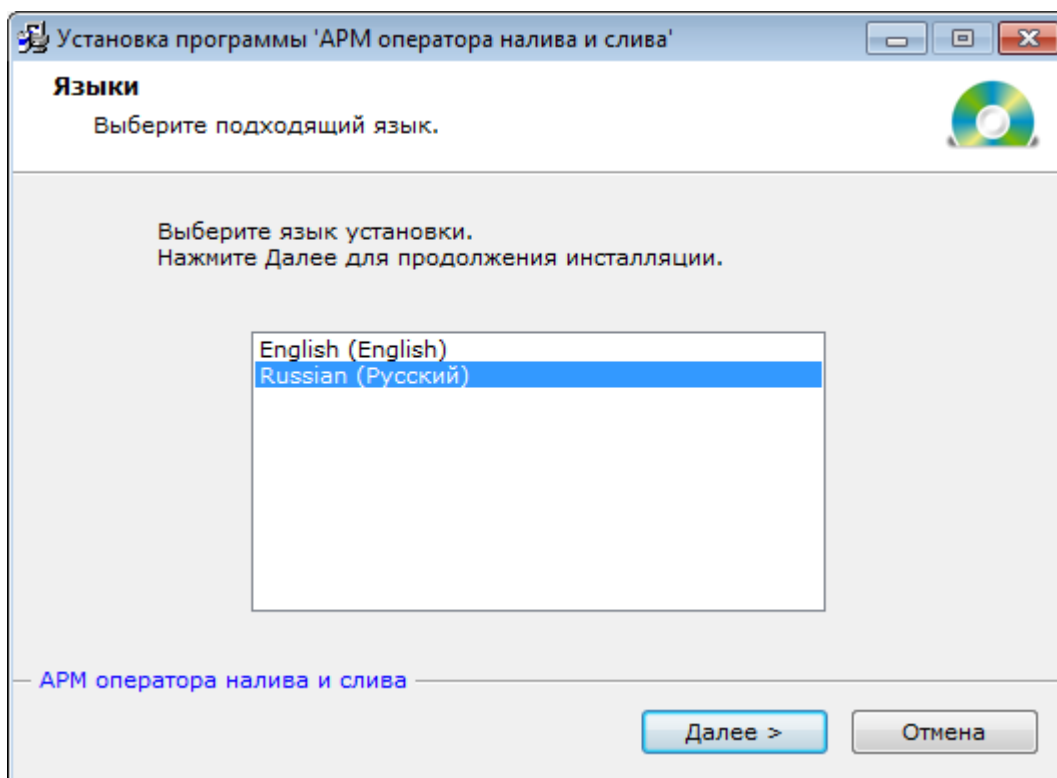 Установка программы 'АРМ оператора налива и слива'
Языки
Выберите подходящий язык.
Выберите язык установки.
Нажмите Далее для продолжения инсталляции.
English (English)
Russian (Русский)
АРМ оператора налива и слива
Далее >
Отмена